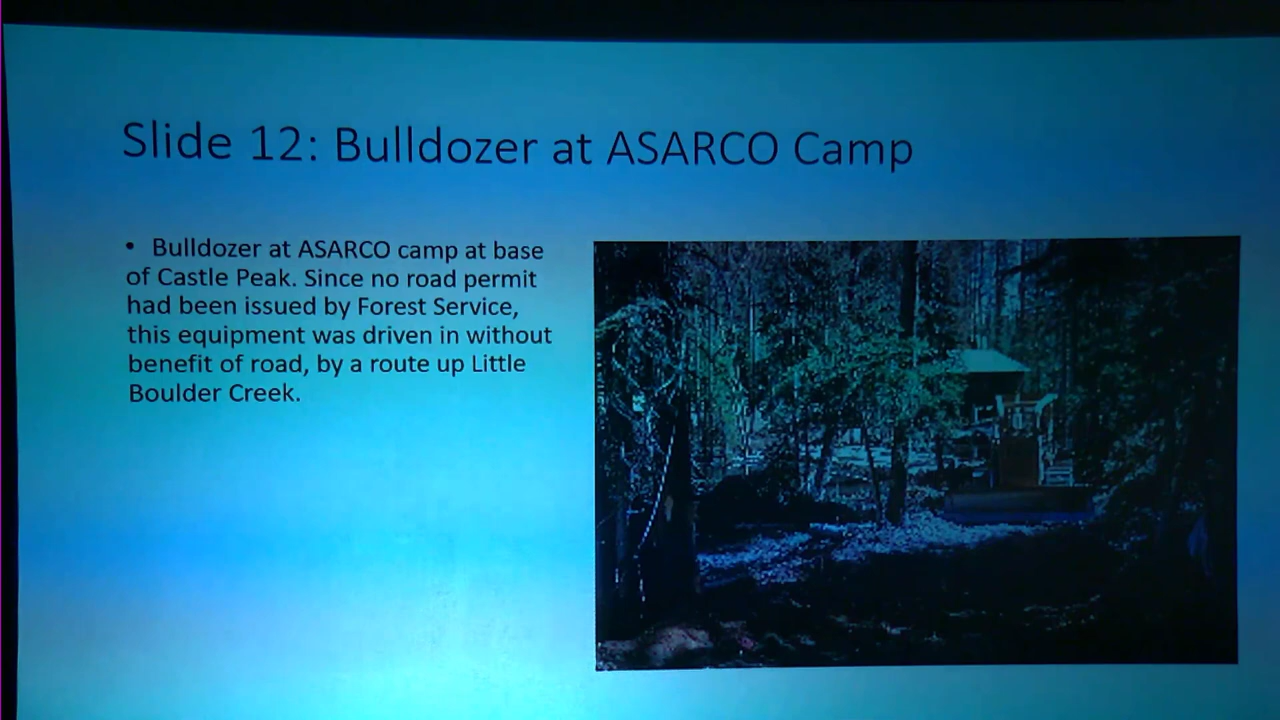 Slide 12: Bulldozer at ASARCO Camp
• Bulldozer at ASARCO camp at base
of Castle Peak. Since no road permit
had been issued by Forest Service,
this equipment was driven in without
benefit of road, by a route up Little
Boulder Creek.